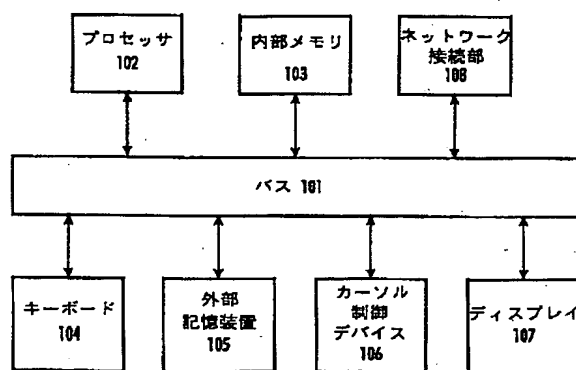 プロセッサ
102
内部メモリ
103
ネットワーク
接続部
108
バス 101
キーボード
104
外部
記憶装置
105
カーソル
制御
デバイス
106
ディスプレイ
107